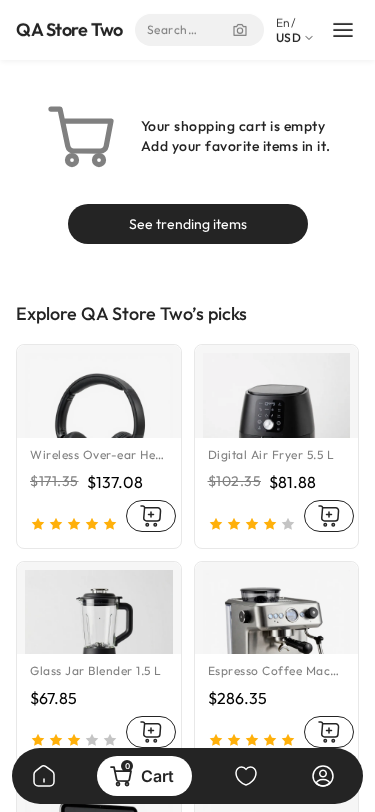 QA Store Two
Search...
En/
USD
Your shopping cart is empty
Add your favorite items in it.
See trending items
Explore QA Store Two's picks
Wireless Over-ear He...
$171.35 $137.08
Digital Air Fryer 5.5 L
$102.35 $81.88
Glass Jar Blender 1.5 L
$67.85
Espresso Coffee Mac...
$286.35
0
Cart